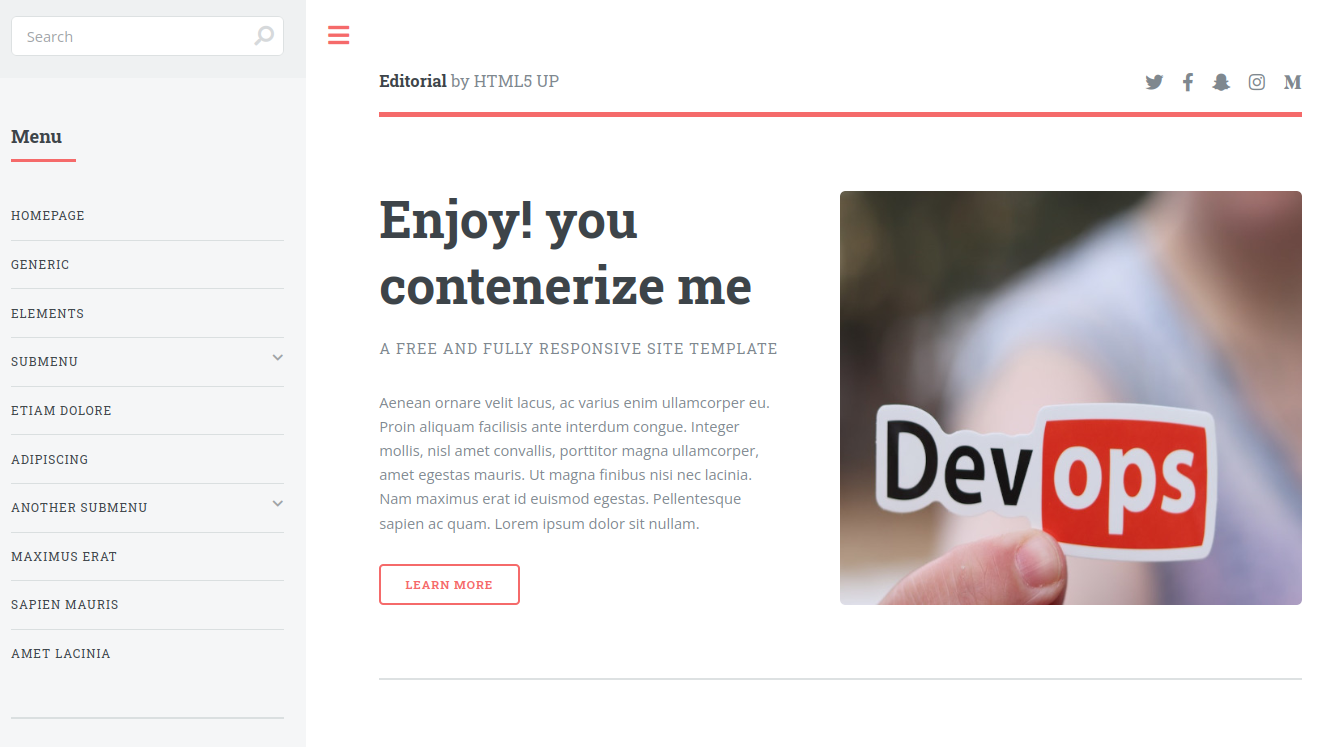 Search
Menu
HOMEPAGE
GENERIC
ELEMENTS
SUBMENU
ETIAM DOLORE
ADIPISCING
ANOTHER SUBMENU
MAXIMUS ERAT
SAPIEN MAURIS
AMET LACINIA
Editorial by HTML5 UP
Enjoy! you
contenerize me
A FREE AND FULLY RESPONSIVE SITE TEMPLATE
Aenean ornare velit lacus, ac varius enim ullamcorper eu.
Proin aliquam facilisis ante interdum congue. Integer
mollis, nisl amet convallis, porttitor magna ullamcorper,
amet egestas mauris. Ut magna finibus nisi nec lacinia.
Nam maximus erat id euismod egestas. Pellentesque
sapien ac quam. Lorem ipsum dolor sit nullam.
LEARN MORE
Devops